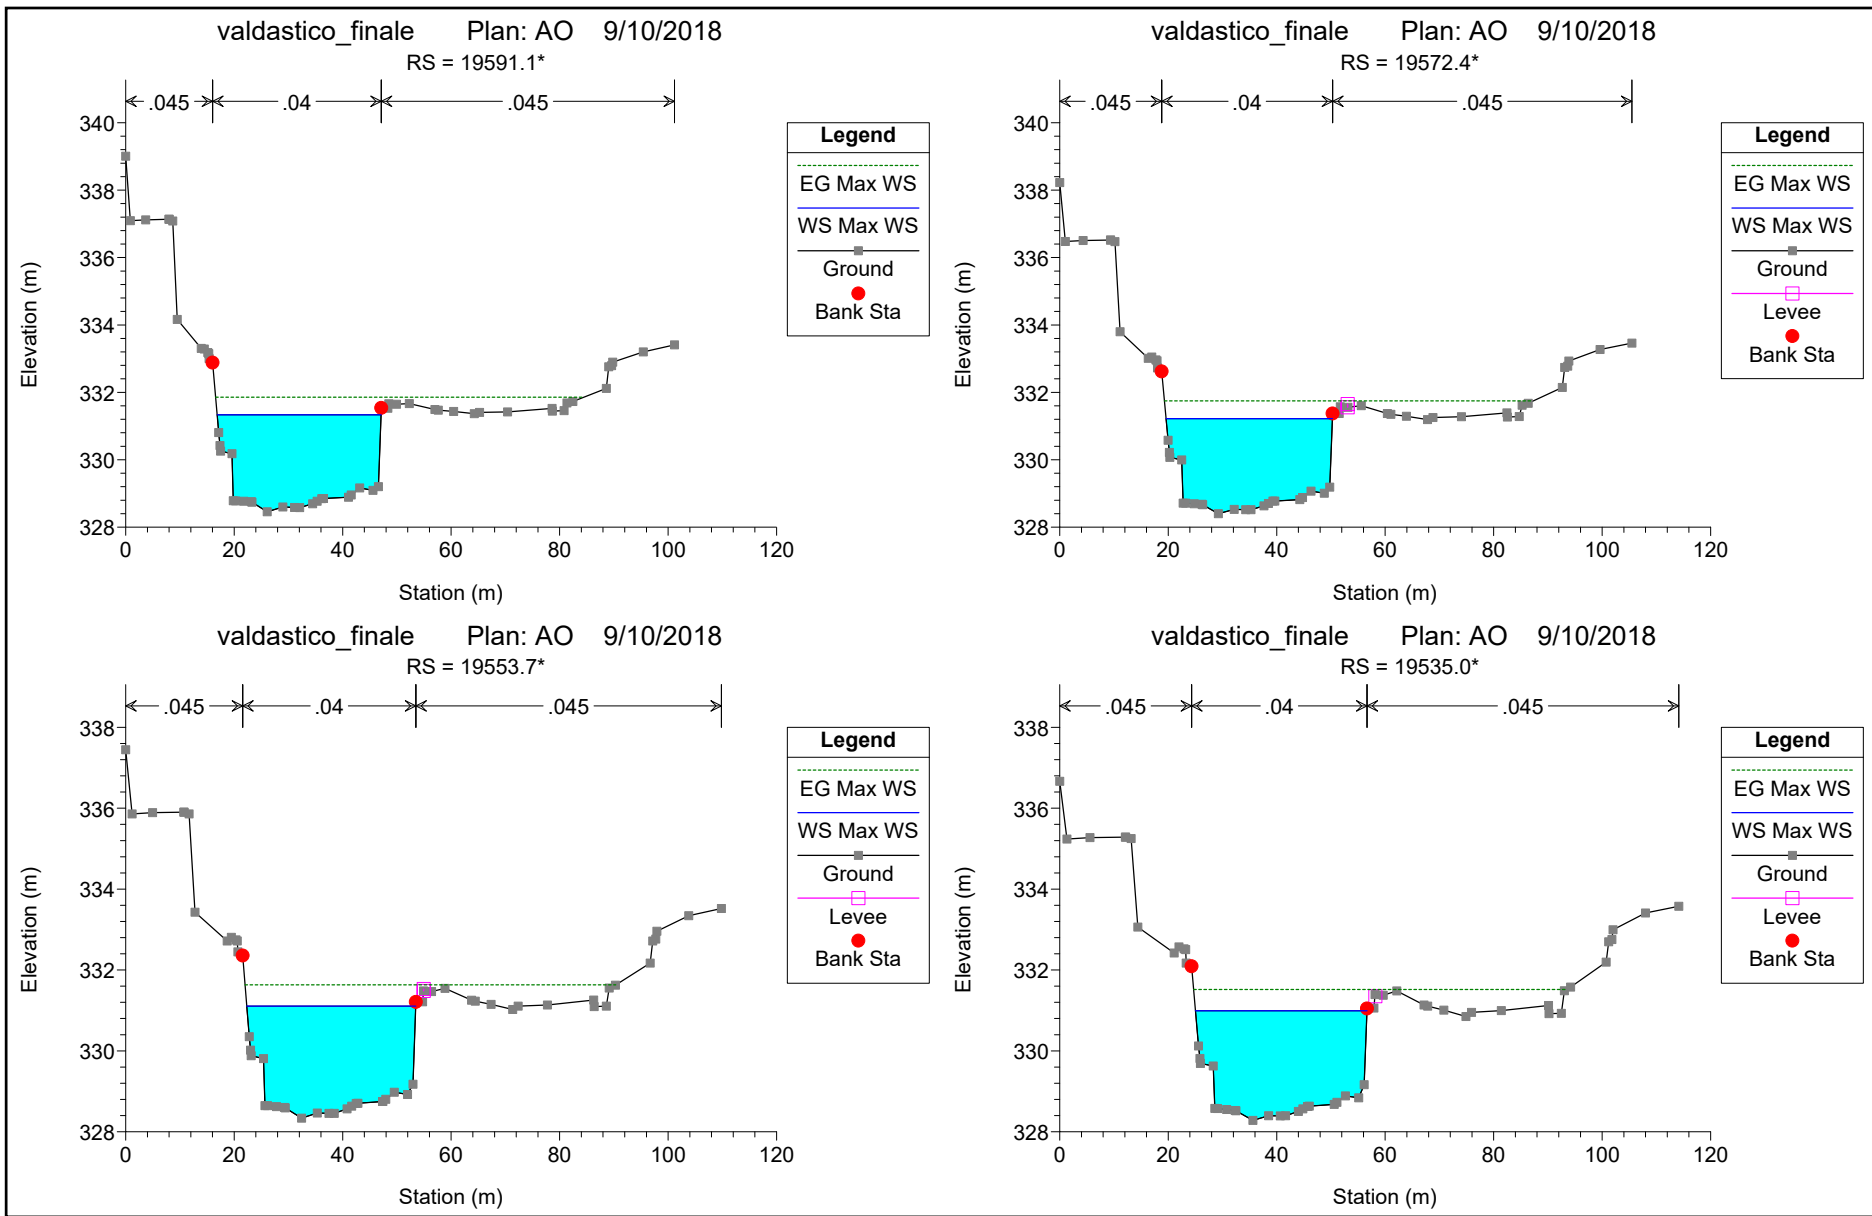 valdastico_finale Plan: AO 9/10/2018
RS = 19591.1*
.045 .04 .045
340
338
336
334
332
330
328
0 20 40 60 80 100 120
Station (m)
Elevation (m)
Legend
EG Max WS
WS Max WS
Ground
Bank Sta
valdastico_finale Plan: AO 9/10/2018
RS = 19572.4*
.045 .04 .045
340
338
336
334
332
330
328
0 20 40 60 80 100 120
Station (m)
Elevation (m)
Legend
EG Max WS
WS Max WS
Ground
Levee
Bank Sta
valdastico_finale Plan: AO 9/10/2018
RS = 19553.7*
.045 .04 .045
338
336
334
332
330
328
0 20 40 60 80 100 120
Station (m)
Elevation (m)
Legend
EG Max WS
WS Max WS
Ground
Levee
Bank Sta
valdastico_finale Plan: AO 9/10/2018
RS = 19535.0*
.045 .04 .045
338
336
334
332
330
328
0 20 40 60 80 100 120
Station (m)
Elevation (m)
Legend
EG Max WS
WS Max WS
Ground
Levee
Bank Sta